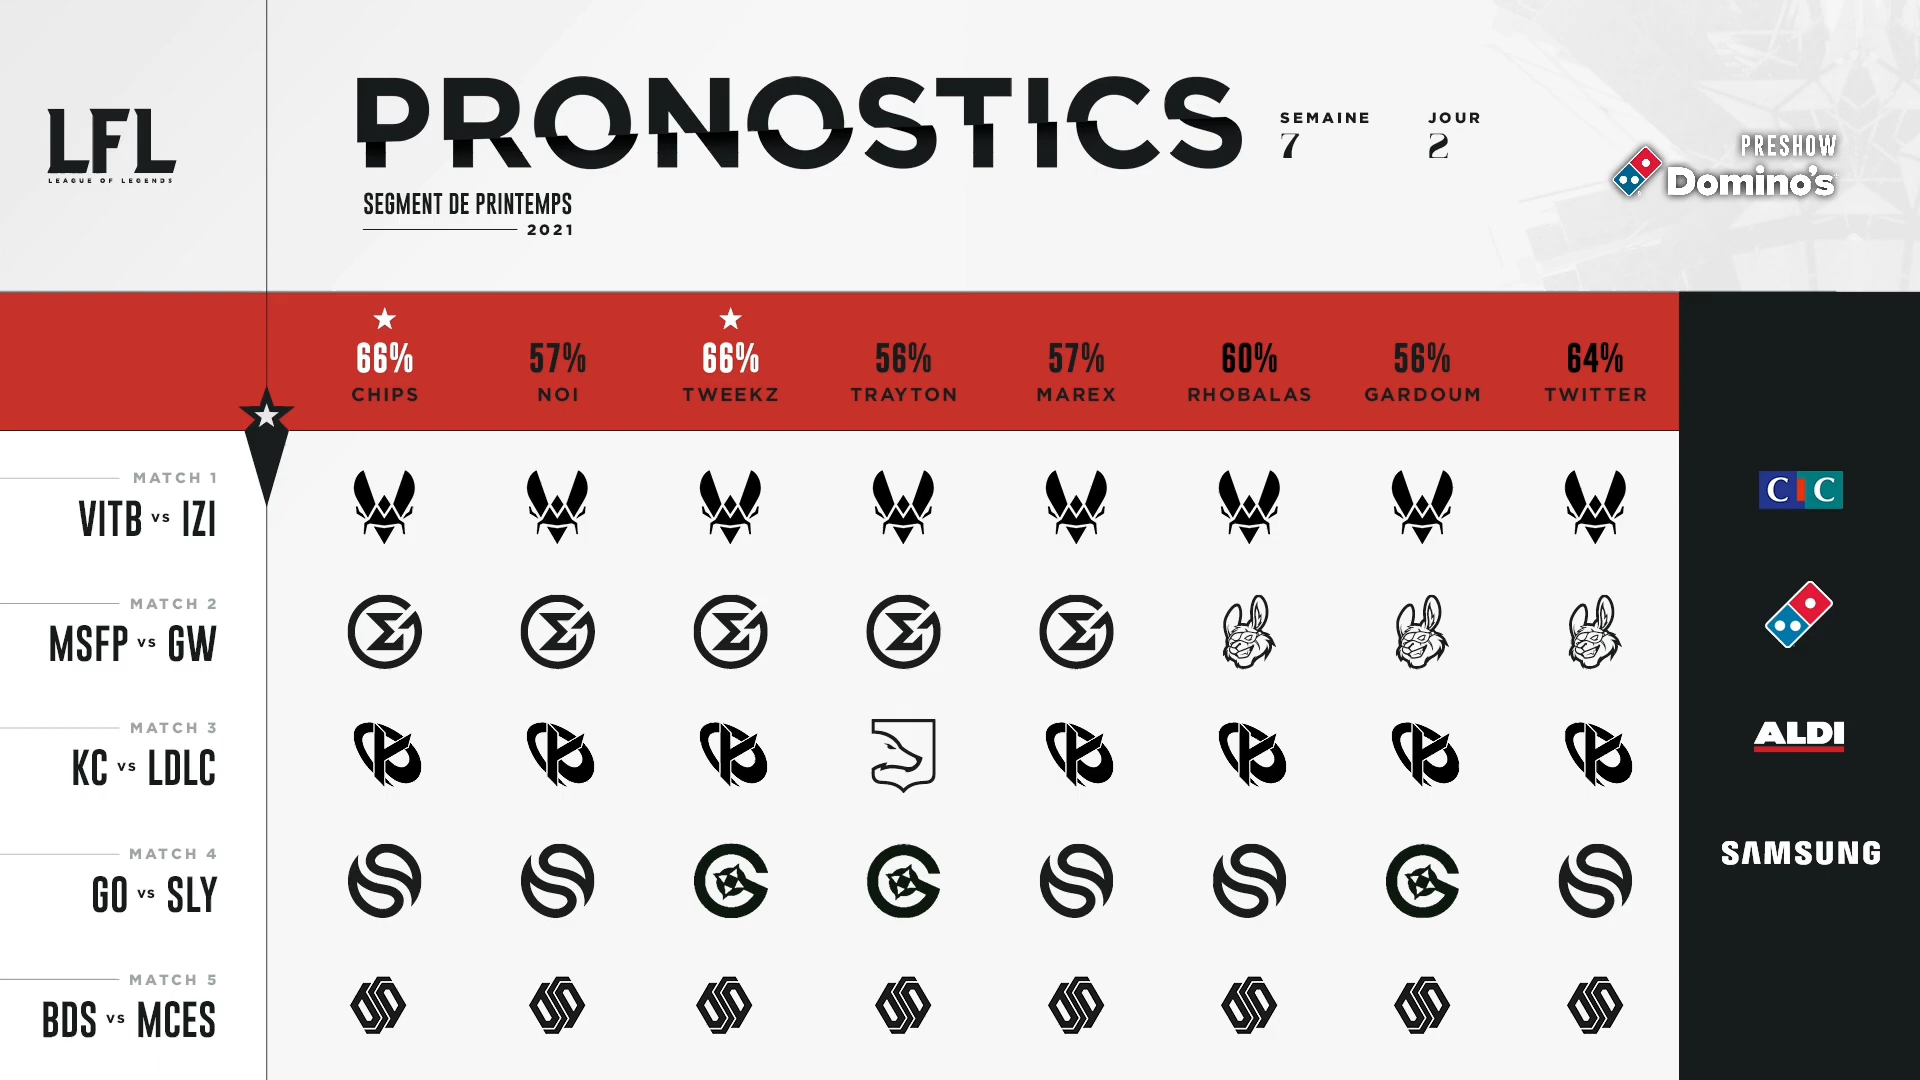 LFL
LEAGUE OF LEGENDS
PRONOSTICS
SEMAINE
7
JOUR
2
SEGMENT DE PRINTEMPS
2021
PRESHOW
Domino's
66%
CHIPS
57%
NOI
66%
TWEEKZ
56%
TRAYTON
57%
MAREX
60%
RHOBALAS
56%
GARDOUM
64%
TWITTER
MATCH 1
VITB VS IZI
MATCH 2
MSFP VS GW
MATCH 3
KC VS LDLC
MATCH 4
GO VS SLY
MATCH 5
BDS VS MCES
CIC
ALDI
SAMSUNG